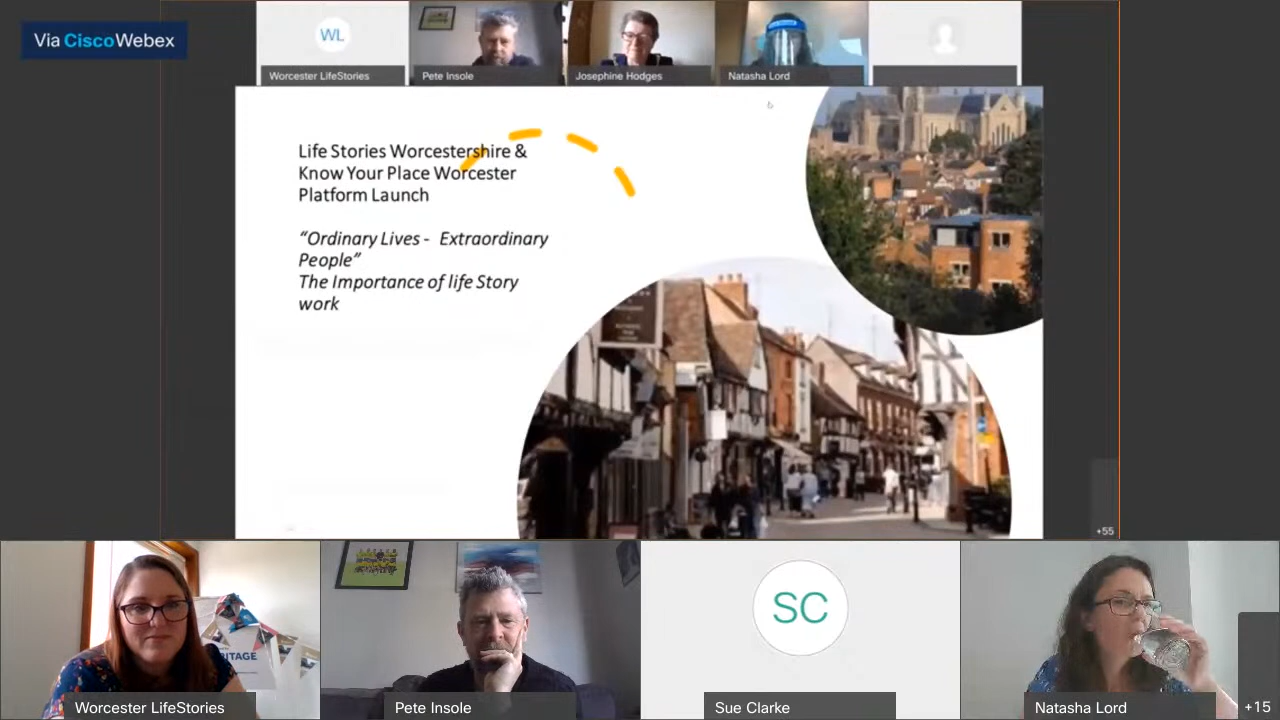 Via Cisco Webex
WL
Worcester LifeStories
Pete Insole
Josephine Hodges
Natasha Lord
Life Stories Worcestershire &
Know Your Place Worcester
Platform Launch
“Ordinary Lives - Extraordinary
People”
The Importance of life Story
work
+55
SC
Worcester LifeStories
Pete Insole
Sue Clarke
Natasha Lord
+15